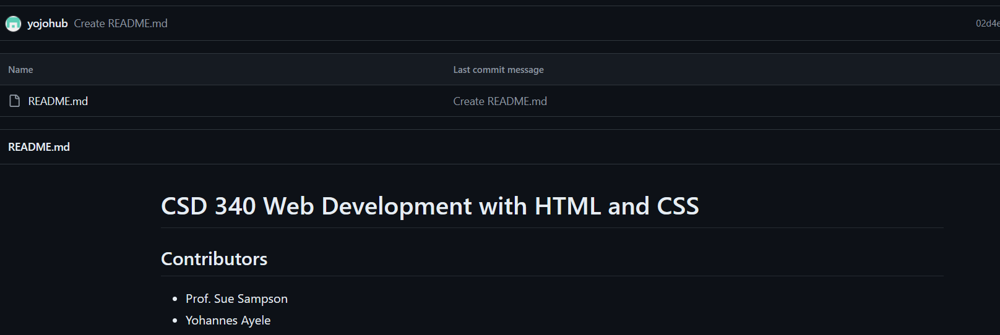 yojohub Create README.md 02d4e
Name Last commit message
README.md Create README.md
README.md
CSD 340 Web Development with HTML and CSS
Contributors
Prof. Sue Sampson
Yohannes Ayele